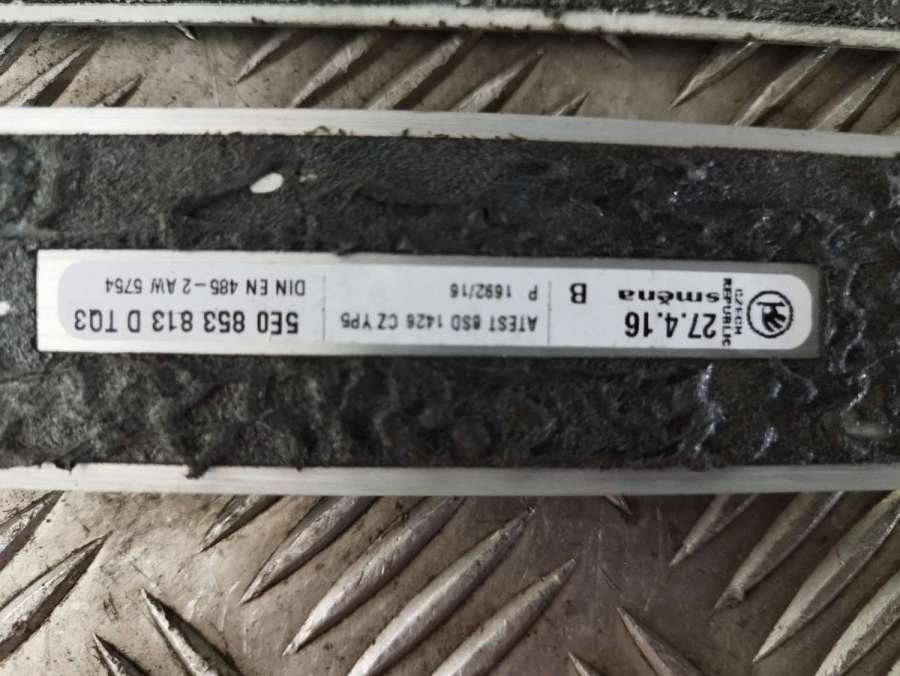 CZECH
REPUBLIC
27.4.16
směna B
ATEST 6SD 1426 CZ YP5
P 1692/16
5E0 853 813 D TQ3
DIN EN 485-2 AW 5754